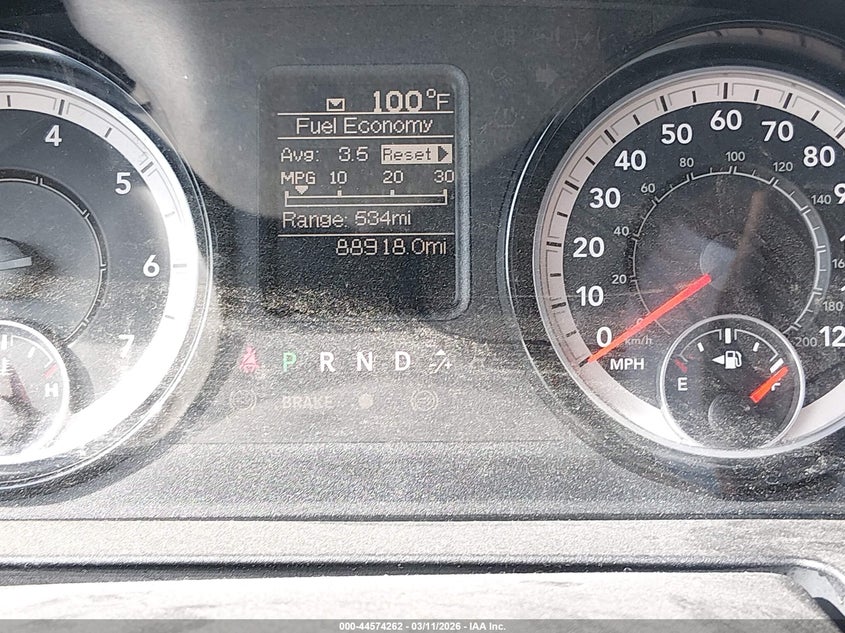 100°F
Fuel Economy
Avg: 3.5 Reset
MPG 10 20 30
Range: 534mi
88918.0mi
4
5
6
7
H
P R N D
BRAKE
0 10 20 30 40 50 60 70 80
20 40 60 80 100 120 140 180 200
km/h
MPH
E F
000-44574262 - 03/11/2026 - IAA Inc.